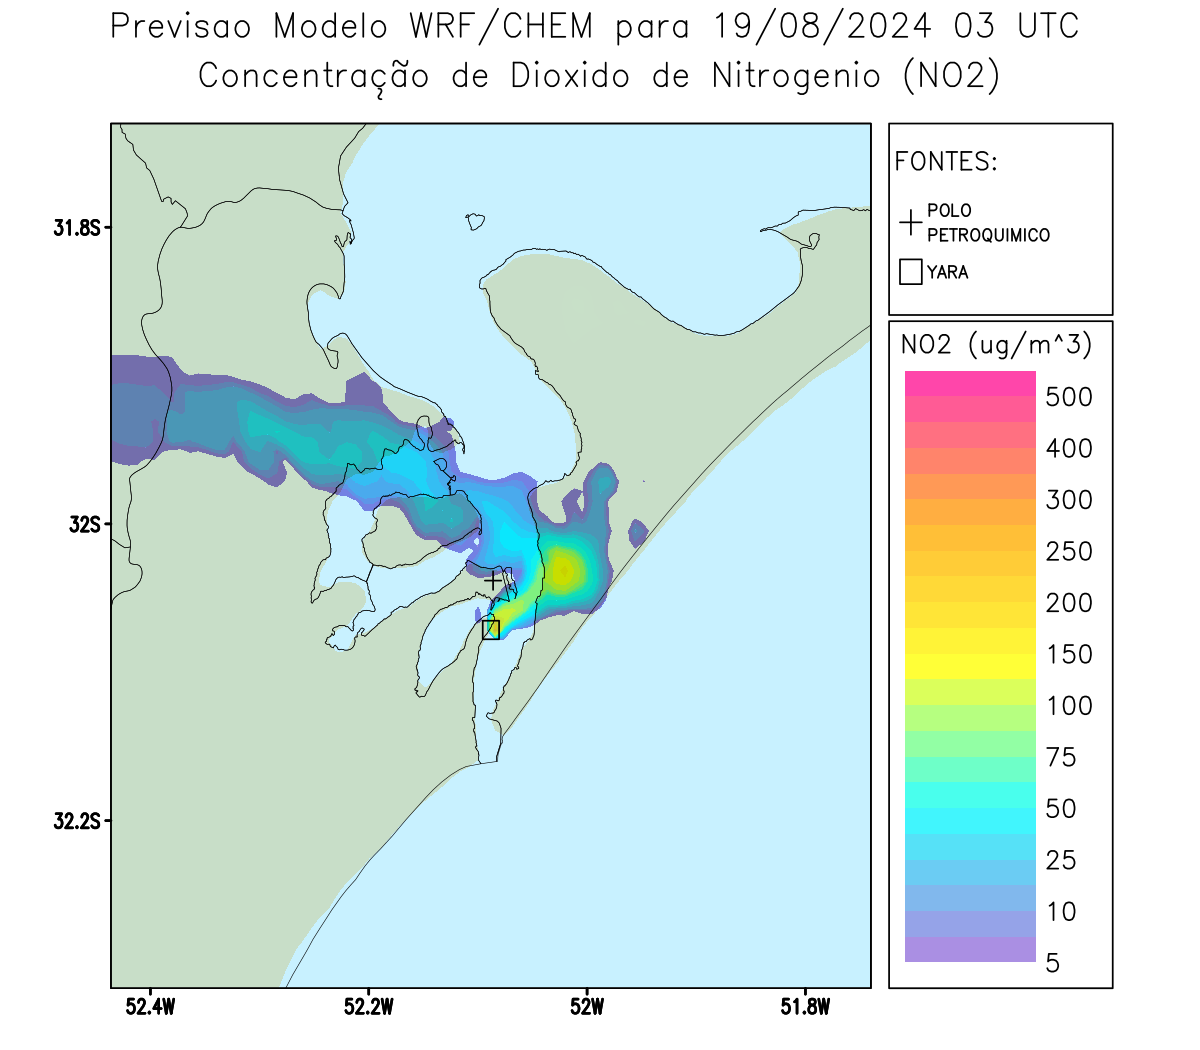 Previsao Modelo WRF/CHEM para 19/08/2024 03 UTC
Concentração de Dioxido de Nitrogenio (NO2)
FONTES:
POLO
PETROQUIMICO
YARA
31.8S
32S
32.2S
52.4W
52.2W
52W
51.8W
NO2 (ug/m^3)
500
400
300
250
200
150
100
75
50
25
10
5